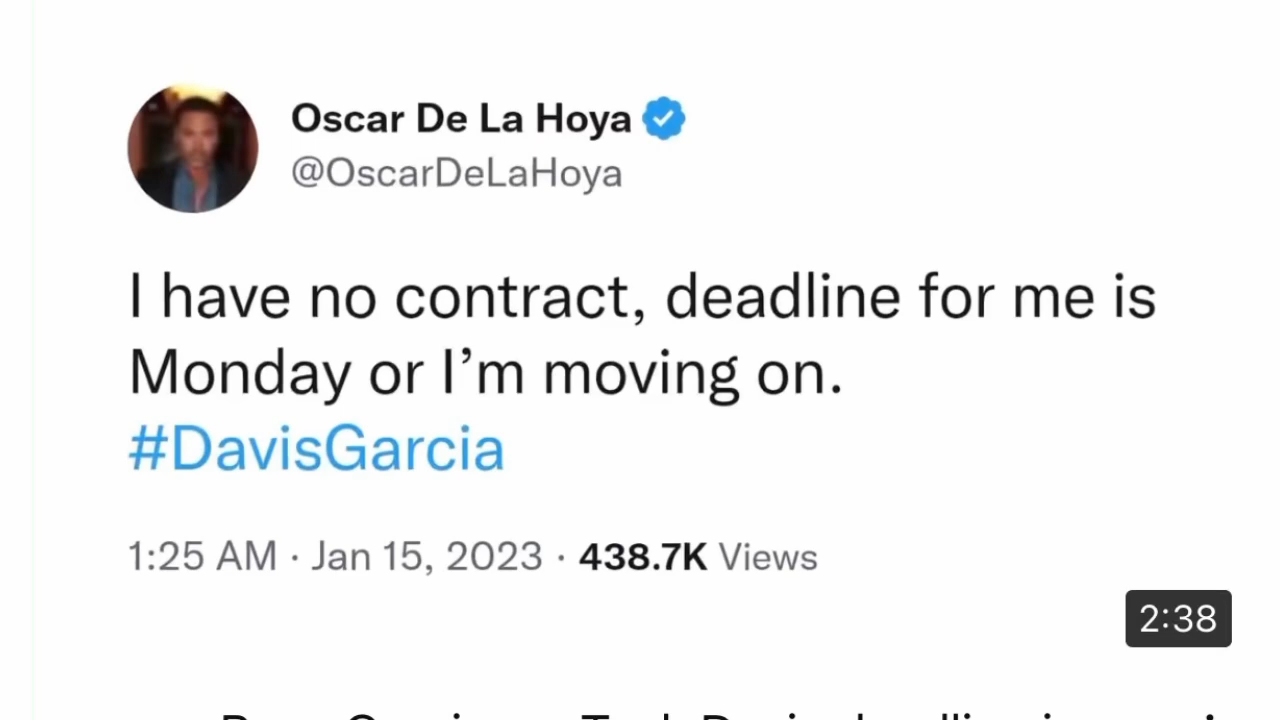 Oscar De La Hoya
@OscarDeLaHoya
I have no contract, deadline for me is
Monday or I’m moving on.
#DavisGarcia
1:25 AM · Jan 15, 2023 · 438.7K Views
2:38